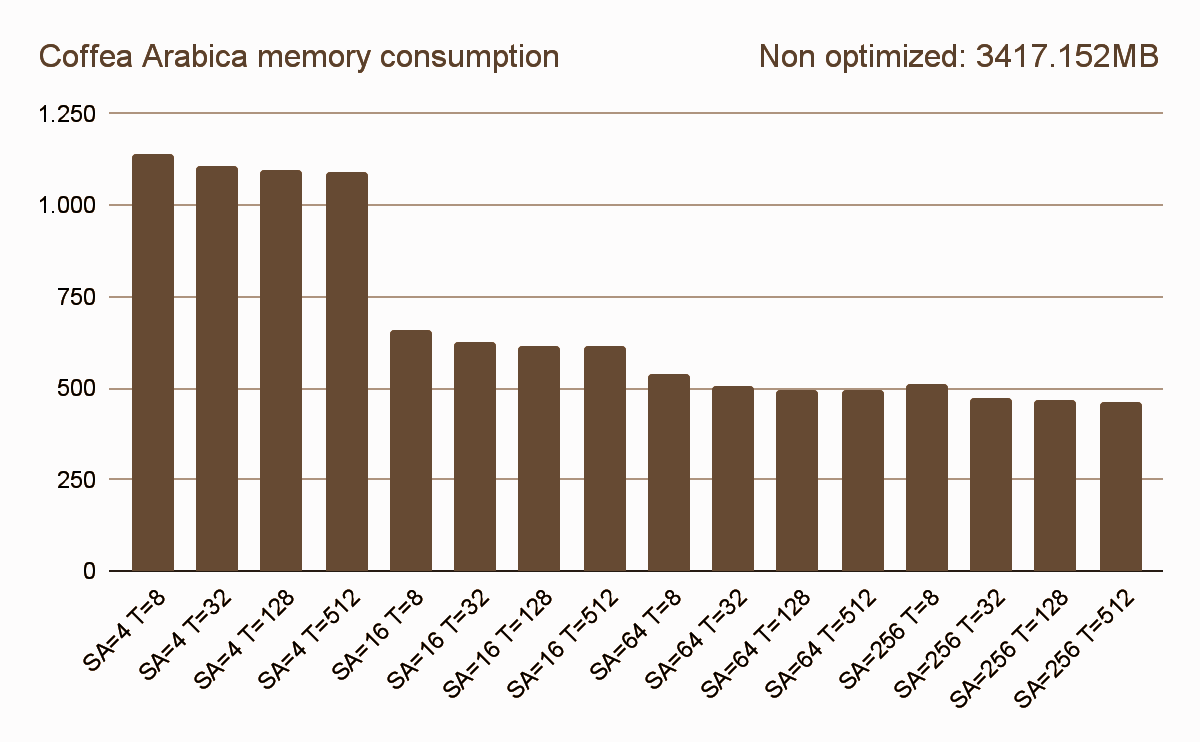 Coffea Arabica memory consumption
Non optimized: 3417.152MB
1.250
1.000
750
500
250
0
SA=4 T=8
SA=4 T=32
SA=4 T=128
SA=4 T=512
SA=16 T=8
SA=16 T=32
SA=16 T=128
SA=16 T=512
SA=64 T=8
SA=64 T=32
SA=64 T=128
SA=64 T=512
SA=256 T=8
SA=256 T=32
SA=256 T=128
SA=256 T=512